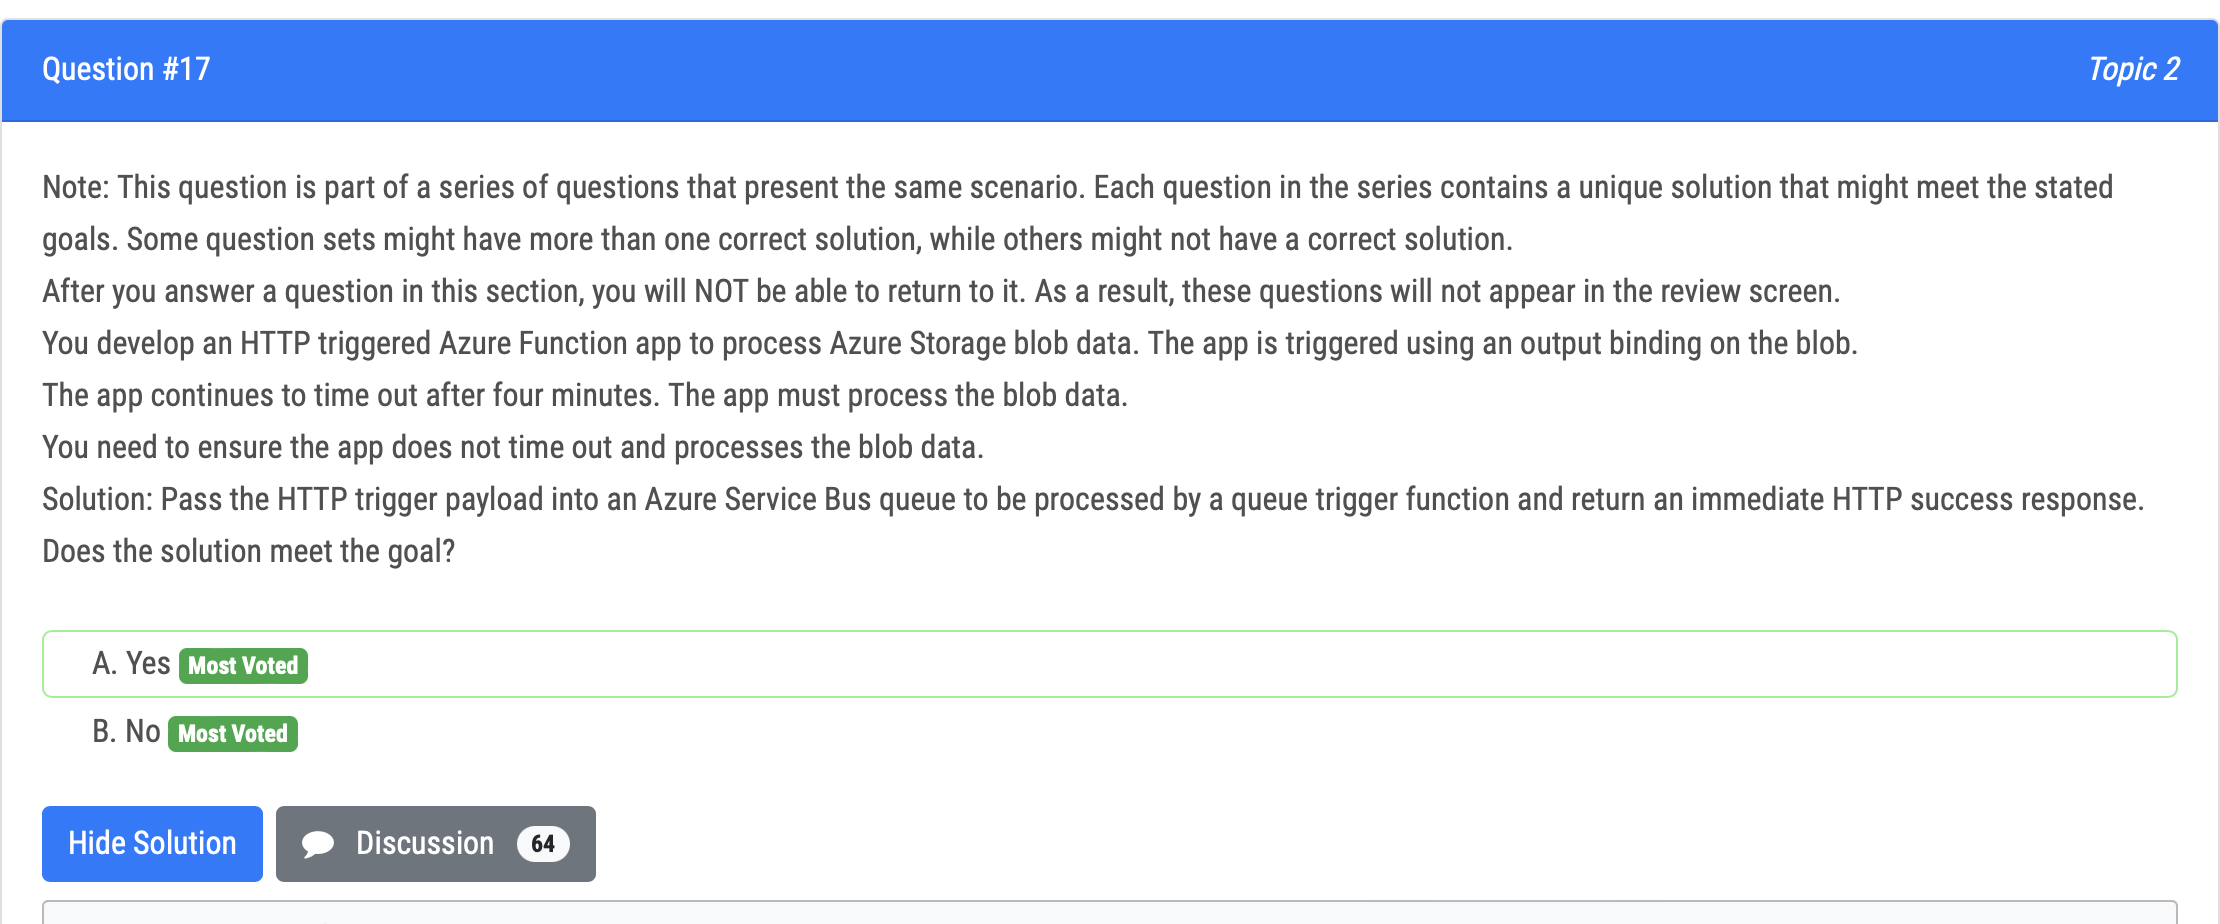 Question #17
Topic 2
Note: This question is part of a series of questions that present the same scenario. Each question in the series contains a unique solution that might meet the stated
goals. Some question sets might have more than one correct solution, while others might not have a correct solution.
After you answer a question in this section, you will NOT be able to return to it. As a result, these questions will not appear in the review screen.
You develop an HTTP triggered Azure Function app to process Azure Storage blob data. The app is triggered using an output binding on the blob.
The app continues to time out after four minutes. The app must process the blob data.
You need to ensure the app does not time out and processes the blob data.
Solution: Pass the HTTP trigger payload into an Azure Service Bus queue to be processed by a queue trigger function and return an immediate HTTP success response.
Does the solution meet the goal?
A. Yes Most Voted
B. No Most Voted
Hide Solution
Discussion 64